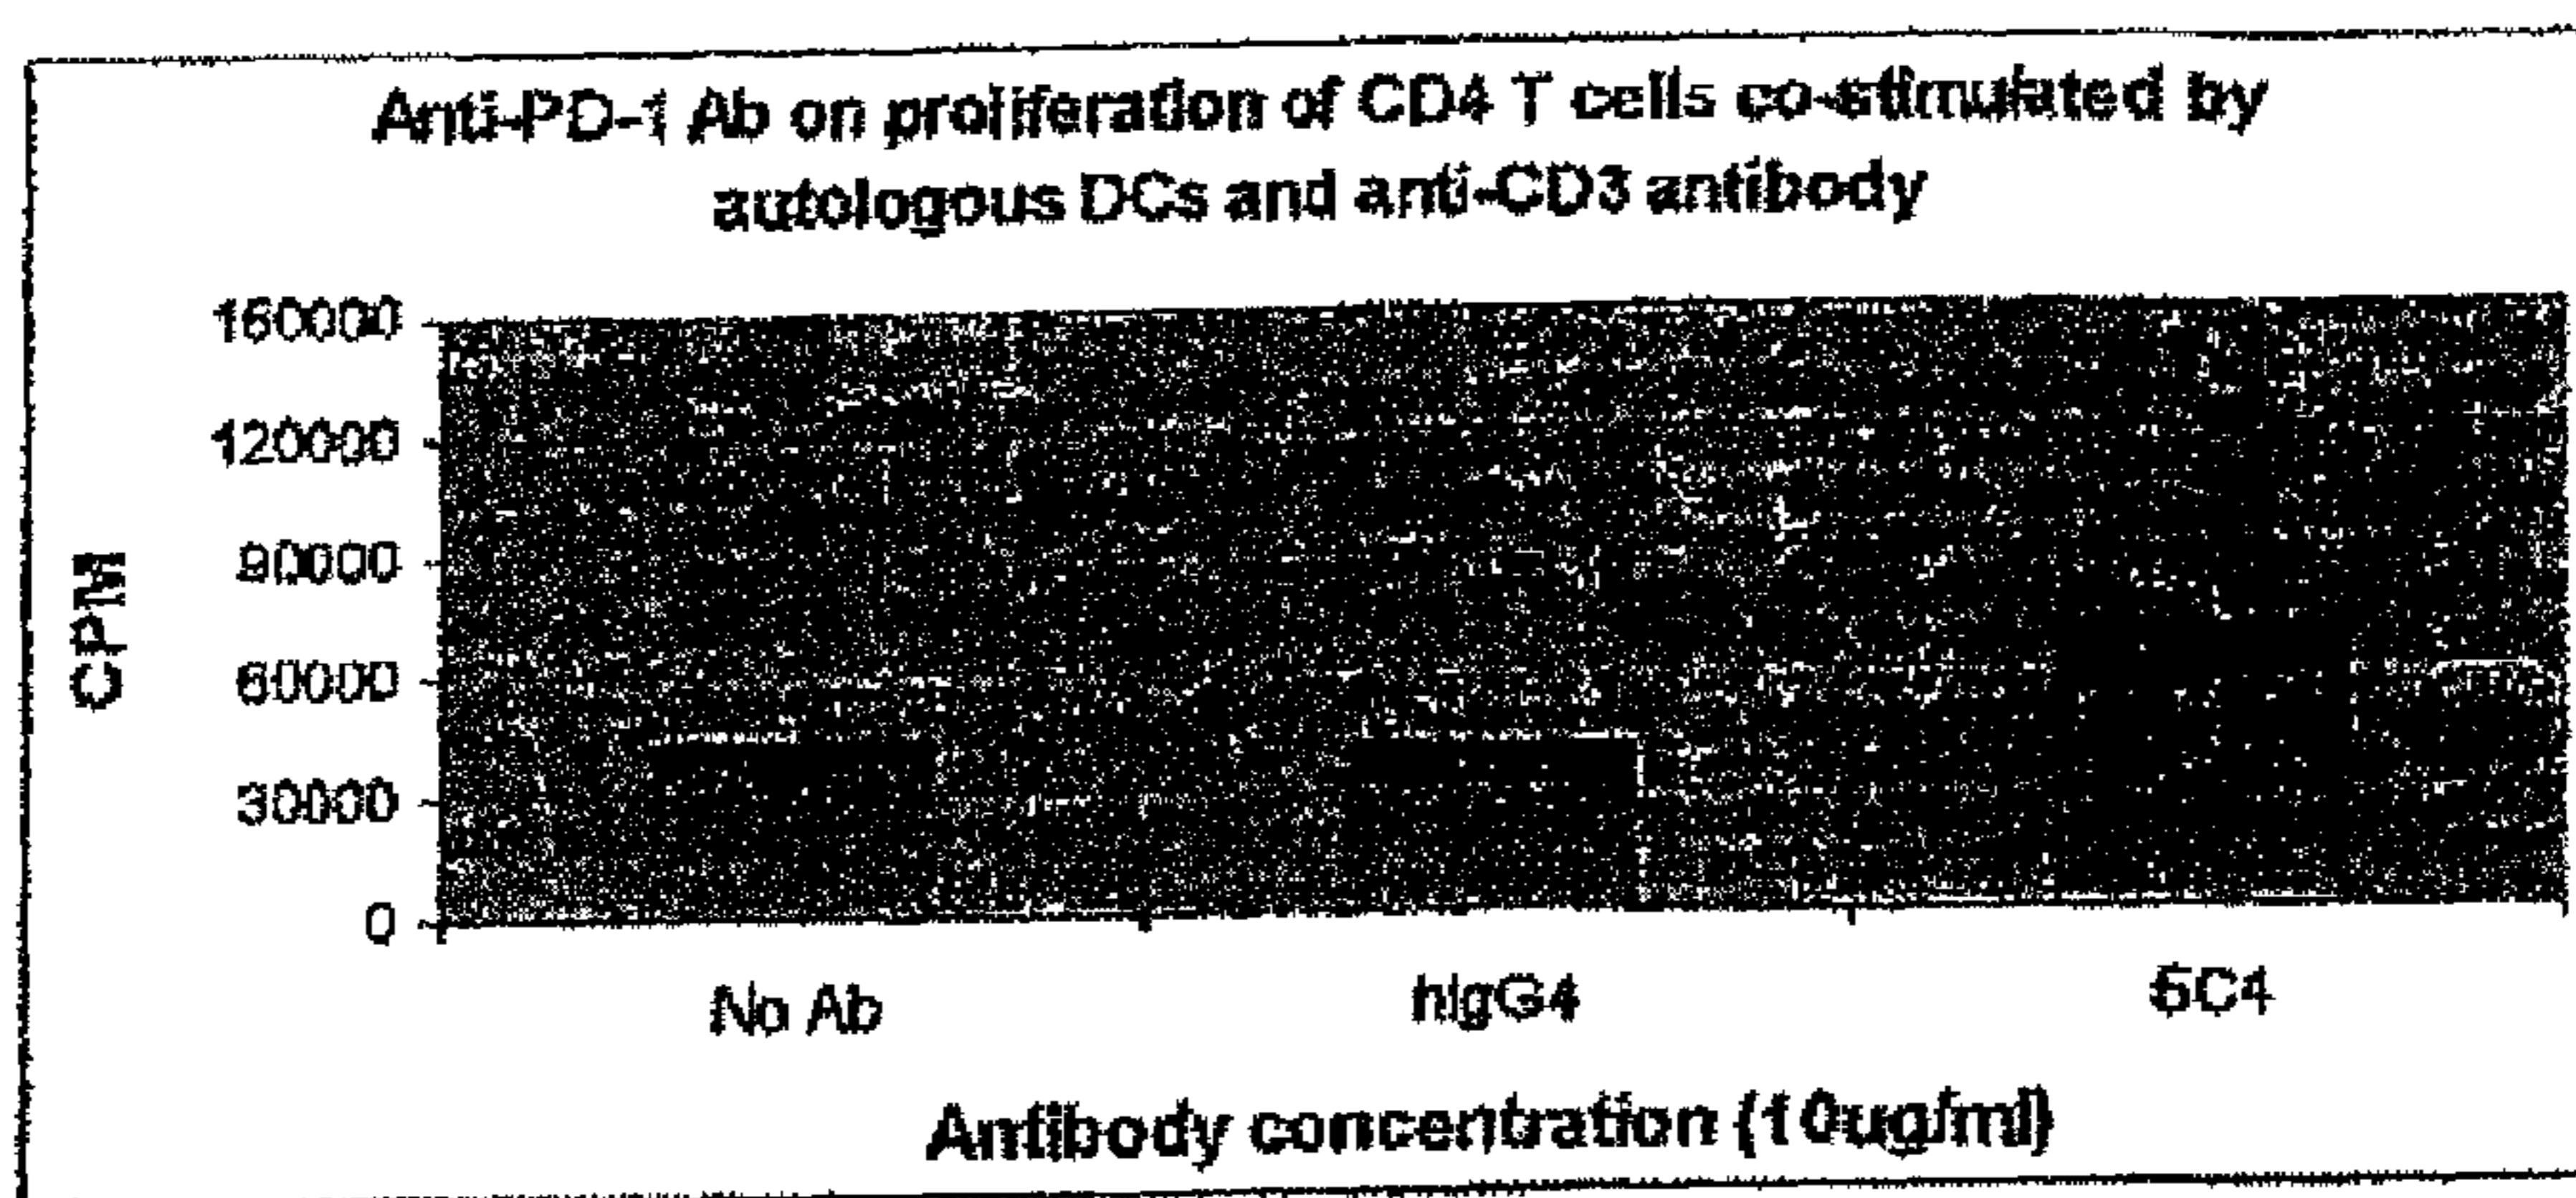 Anti-PD-1 Ab on proliferation of CD4 T cells co-stimulated by
autologous DCs and anti-CD3 antibody
150000
120000
90000
60000
30000
0
CPM
No Ab
hIgG4
5C4
Antibody concentration (10ug/ml)